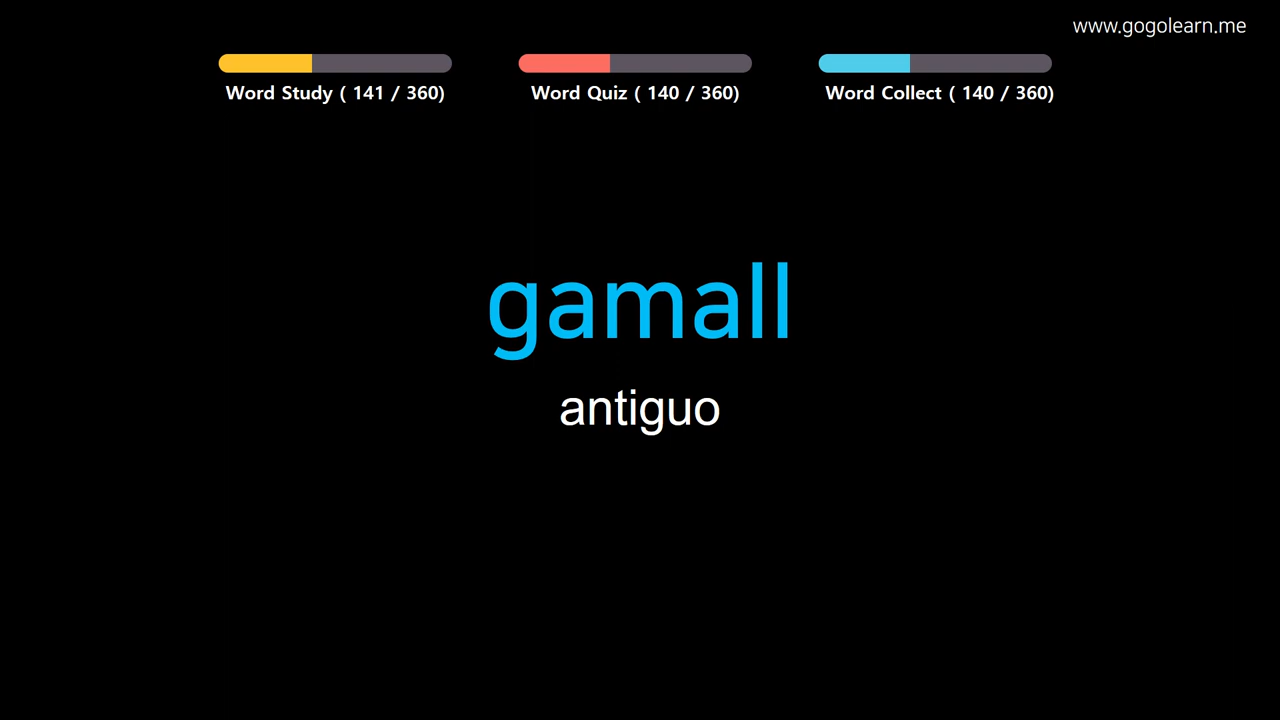 www.gogolearn.me
Word Study ( 141 / 360)
Word Quiz ( 140 / 360)
Word Collect ( 140 / 360)
gamall
antiguo